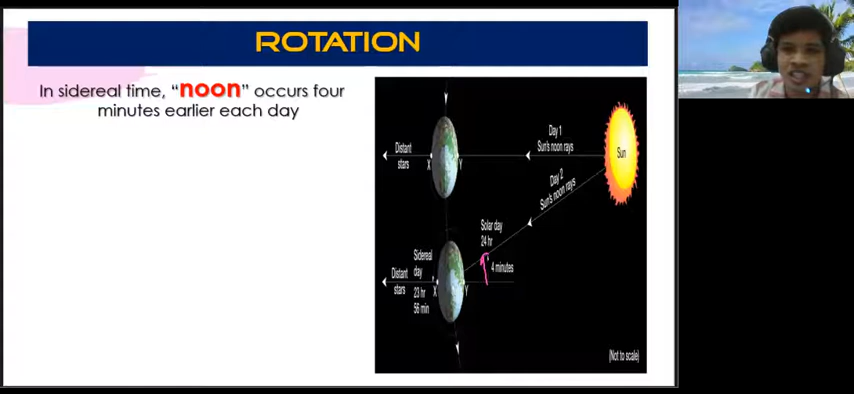 ROTATION
In sidereal time, “noon” occurs four
minutes earlier each day
Day 1
Sun's noon rays
Distant
stars
X
Y
Sun
Day 2
Sun's noon rays
Solar day
24 hr
Sidereal
day
4 minutes
Distant
stars
23 hr
56 min
X
Y
(Not to scale)